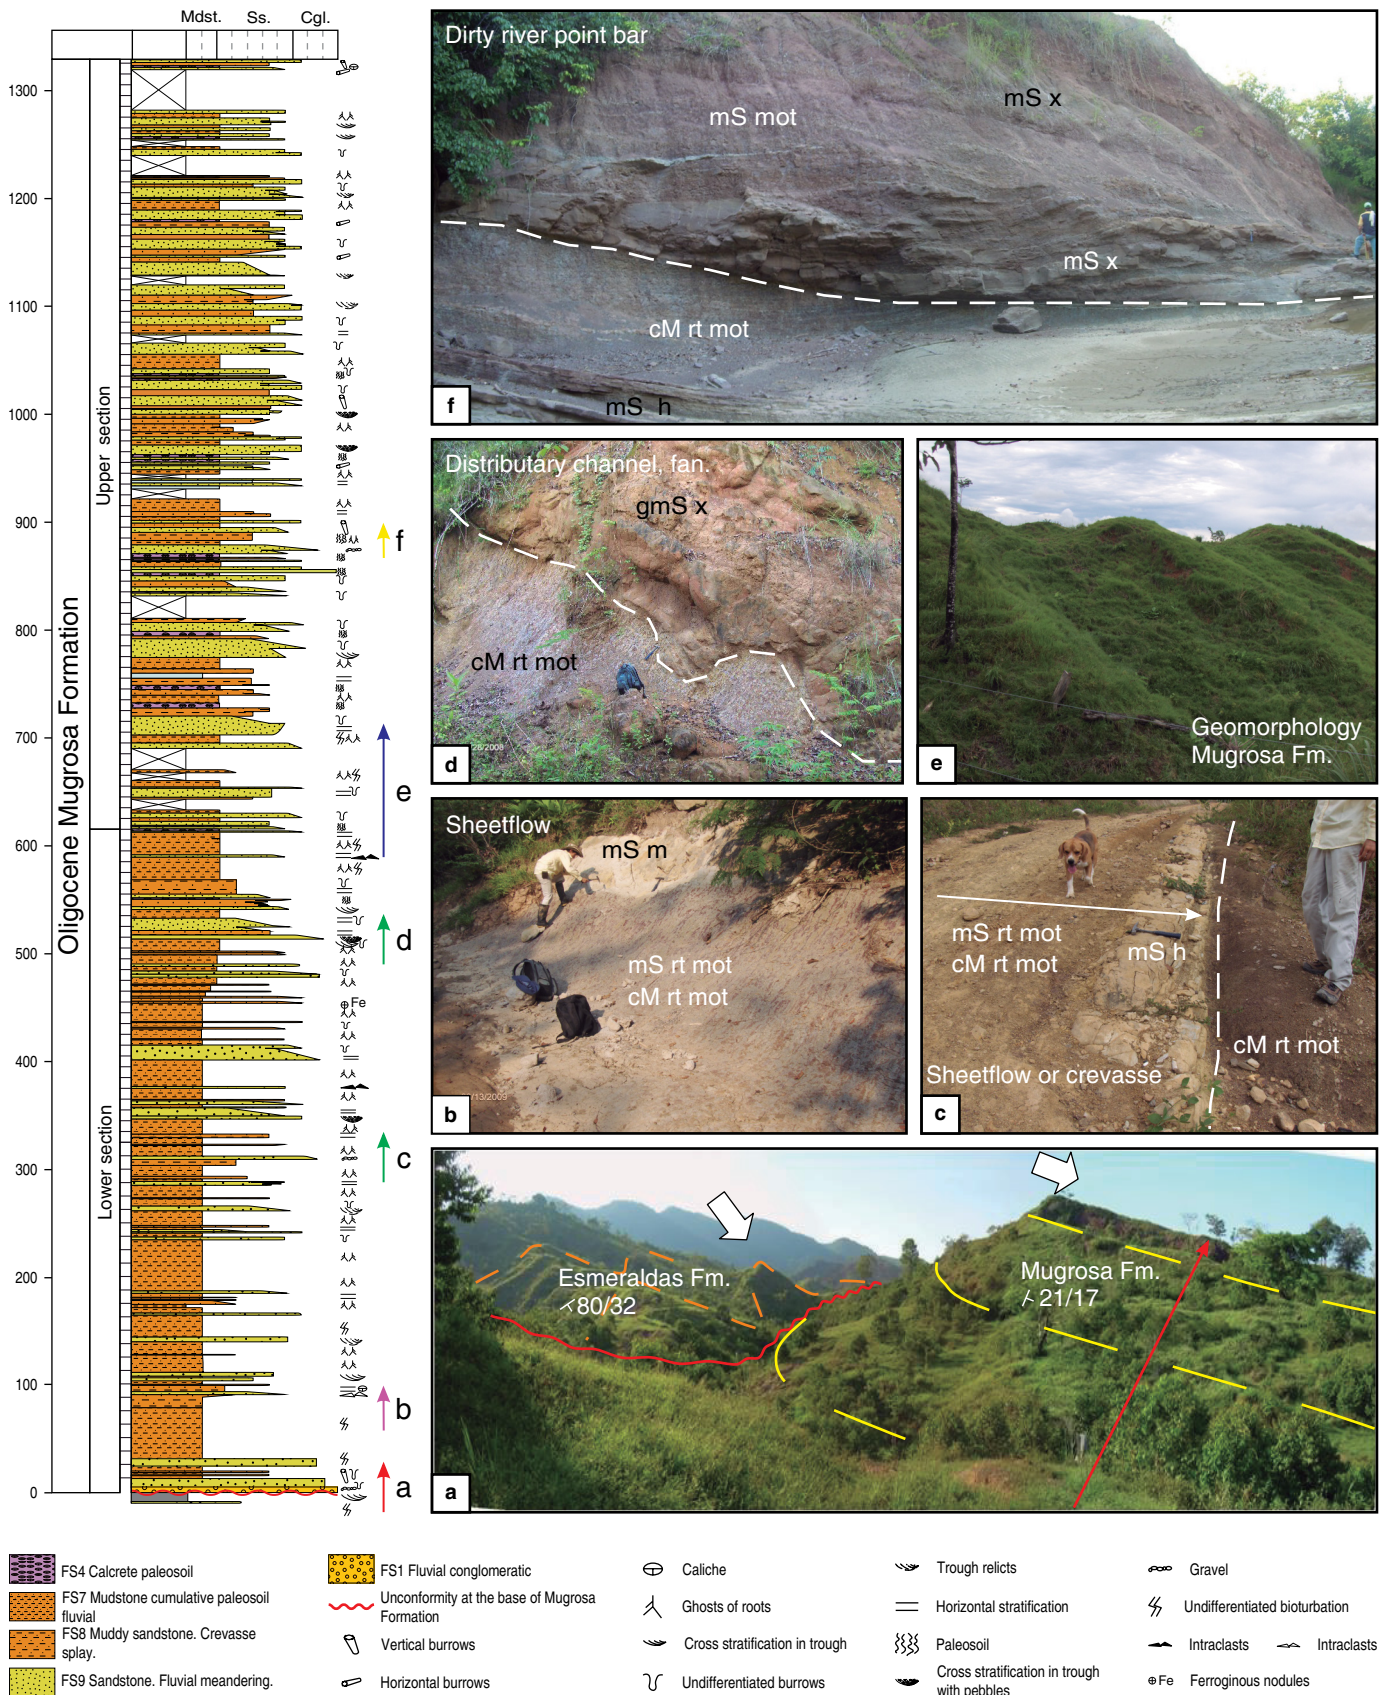 Mdst. Ss. Cgl.
1300
1200
1100
1000
900
800
700
600
500
400
300
200
100
0
Oligocene Mugrosa Formation
Upper section
Lower section
f
e
d
c
b
a
Dirty river point bar
mS x
mS mot
mS x
cM rt mot
mS h
f
Distributary channel, fan.
gmS x
cM rt mot
d
Geomorphology
Mugrosa Fm.
e
Sheetflow
mS m
mS rt mot
cM rt mot
/13/2009
b
mS rt mot
cM rt mot
mS h
cM rt mot
Sheetflow or crevasse
c
Esmeraldas Fm.
80/32
Mugrosa Fm.
21/17
a
Fe
FS4 Calcrete paleosoil
FS7 Mudstone cumulative paleosoil
fluvial
FS8 Muddy sandstone. Crevasse
splay.
FS9 Sandstone. Fluvial meandering.
FS1 Fluvial conglomeratic
Unconformity at the base of Mugrosa
Formation
Vertical burrows
Horizontal burrows
Caliche
Ghosts of roots
Cross stratification in trough
Undifferentiated burrows
Trough relicts
Horizontal stratification
Paleosoil
Cross stratification in trough
with pebbles
Gravel
Undifferentiated bioturbation
Intraclasts Intraclasts
Fe Ferroginous nodules